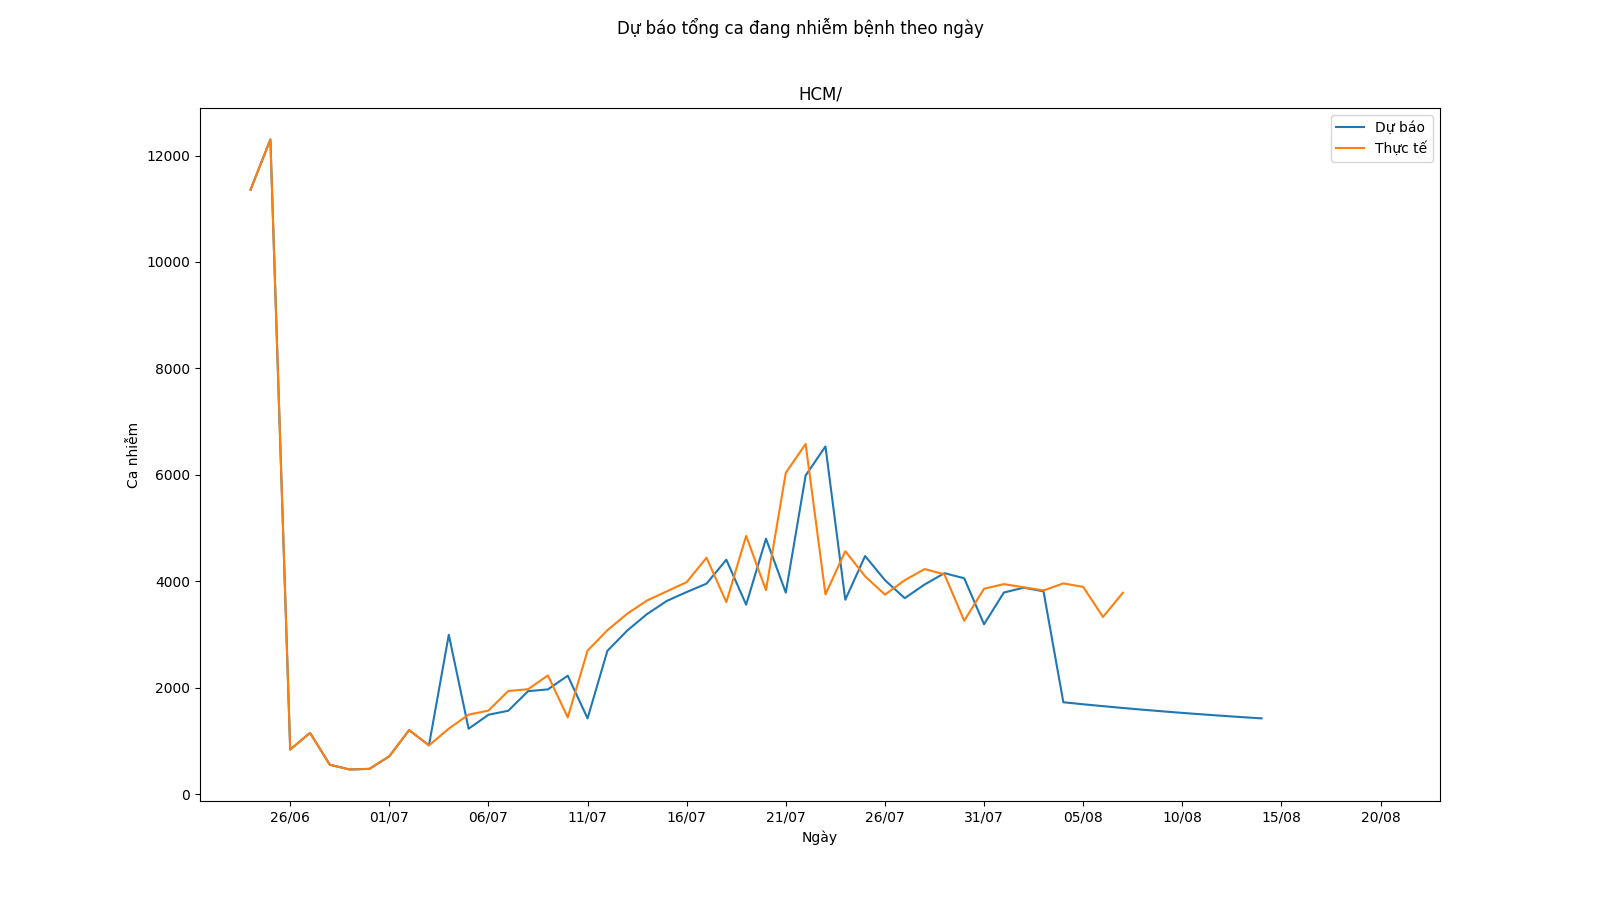 Dự báo tổng ca đang nhiễm bệnh theo ngày
HCM/
Dự báo
Thực tế
12000
10000
8000
6000
4000
2000
0
Ca nhiễm
26/06 01/07 06/07 11/07 16/07 21/07 26/07 31/07 05/08 10/08 15/08 20/08
Ngày